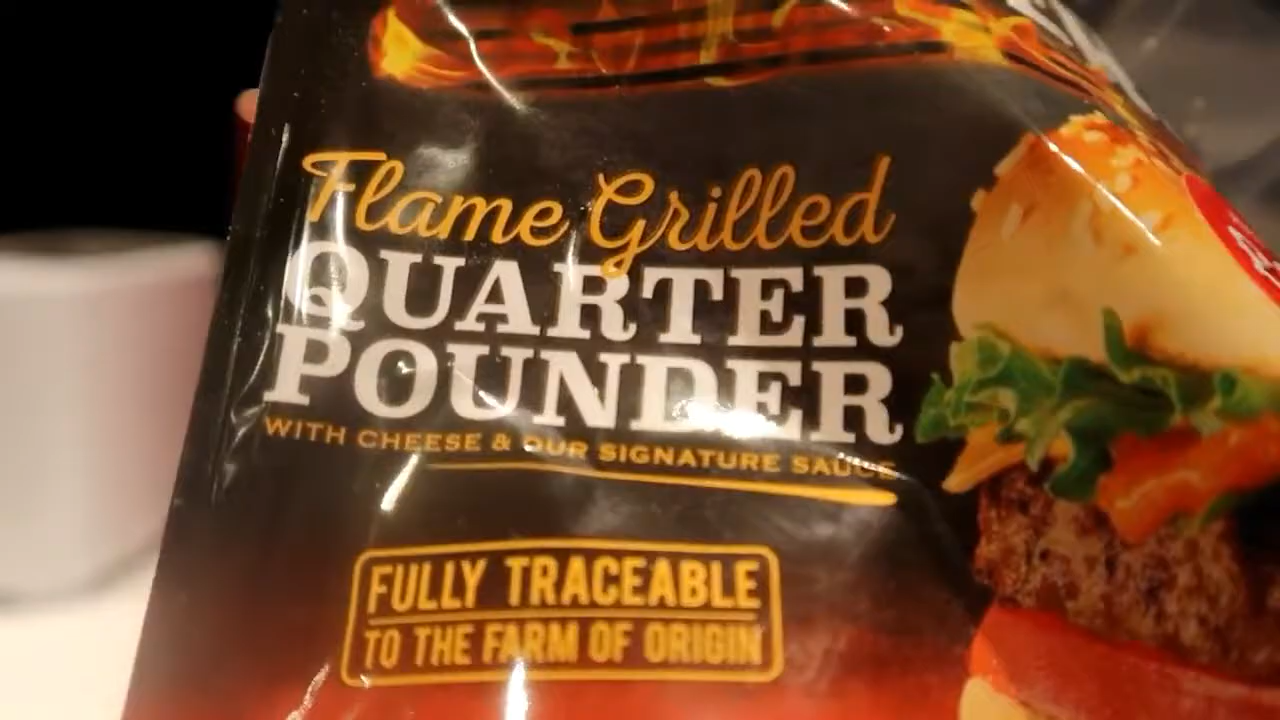 Flame Grilled
QUARTER
POUNDER
WITH CHEESE & OUR SIGNATURE SAUCE
FULLY TRACEABLE
TO THE FARM OF ORIGIN